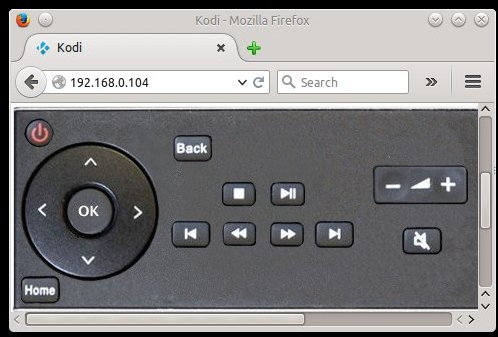 Kodi - Mozilla Firefox
Kodi
192.168.0.104
Search
Back
OK
Home